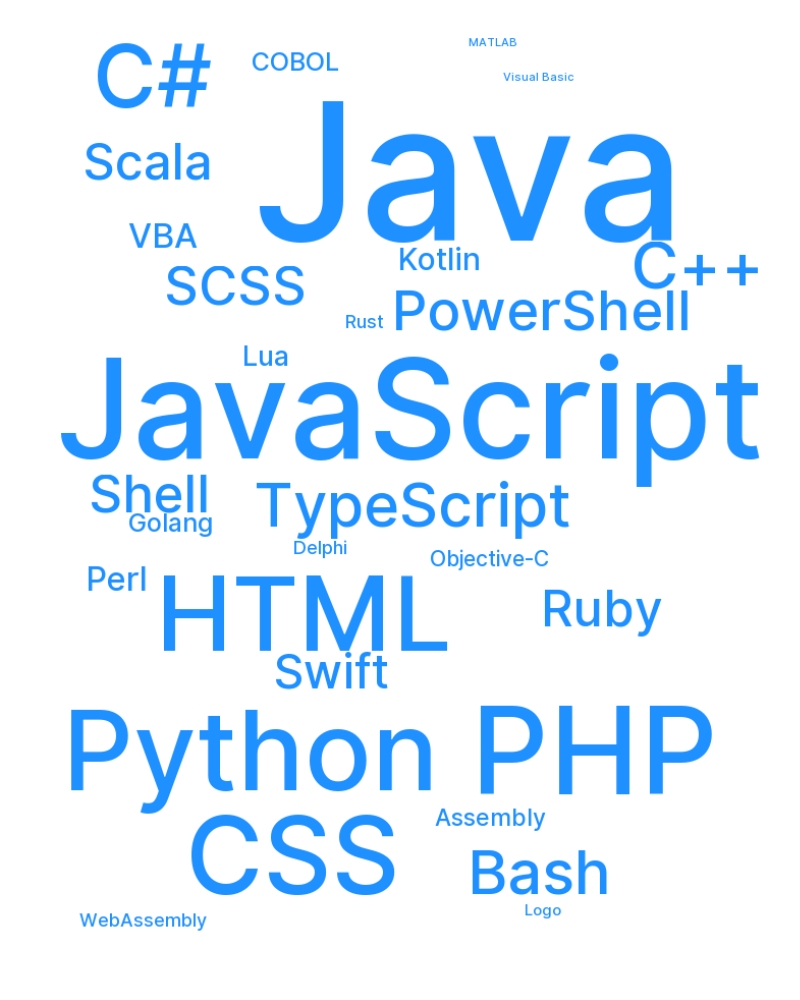 MATLAB
C#
COBOL
Visual Basic
Java
Scala
VBA
Kotlin
C++
SCSS
PowerShell
Rust
Lua
JavaScript
Shell
TypeScript
Golang
Delphi
Objective-C
Perl
HTML
Ruby
Swift
Python
PHP
Assembly
CSS
Bash
Logo
WebAssembly